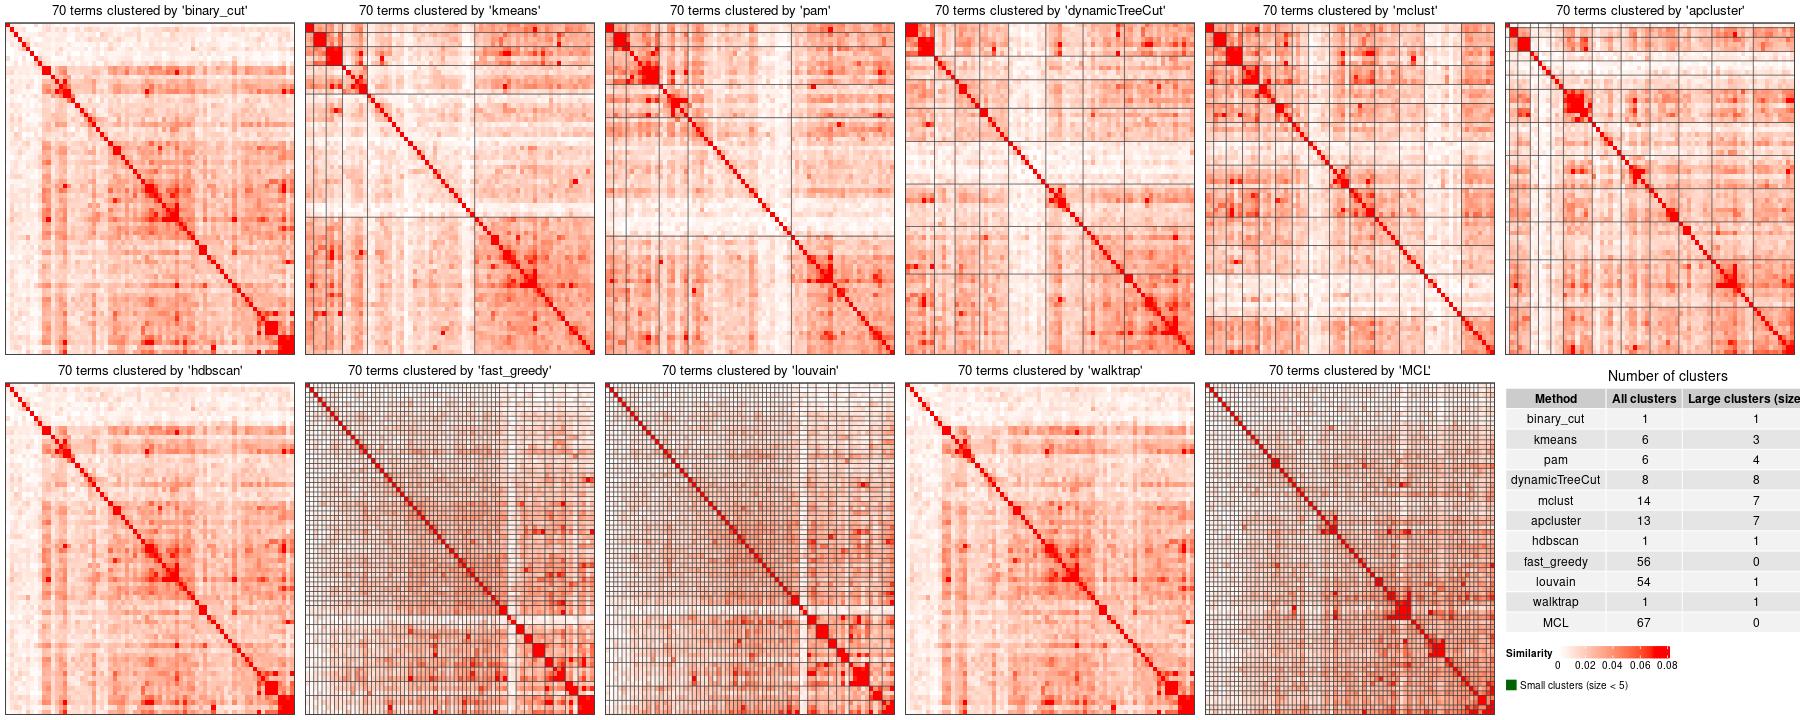 70 terms clustered by 'binary_cut'
70 terms clustered by 'kmeans'
70 terms clustered by 'pam'
70 terms clustered by 'dynamicTreeCut'
70 terms clustered by 'mclust'
70 terms clustered by 'apcluster'
70 terms clustered by 'hdbscan'
70 terms clustered by 'fast_greedy'
70 terms clustered by 'louvain'
70 terms clustered by 'walktrap'
70 terms clustered by 'MCL'
Number of clusters
Method All clusters Large clusters (size
binary_cut 1 1
kmeans 6 3
pam 6 4
dynamicTreeCut 8 8
mclust 14 7
apcluster 13 7
hdbscan 1 1
fast_greedy 56 0
louvain 54 1
walktrap 1 1
MCL 67 0
Similarity
0 0.02 0.04 0.06 0.08
Small clusters (size < 5)